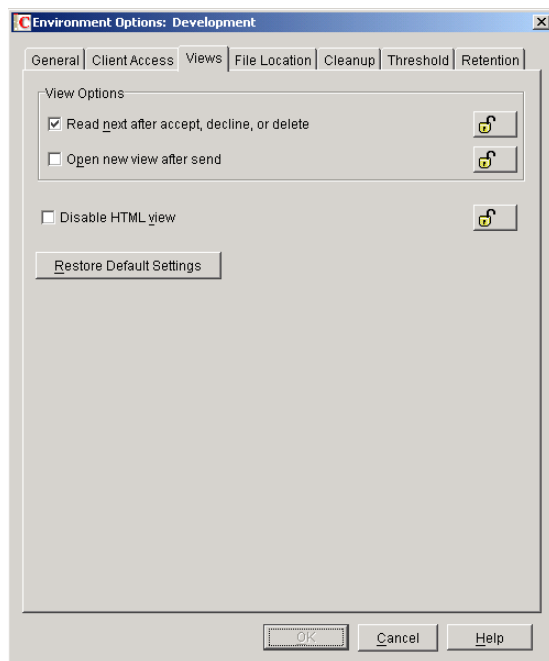 Environment Options: Development
General Client Access Views File Location Cleanup Threshold Retention
View Options
Read next after accept, decline, or delete
Open new view after send
Disable HTML view
Restore Default Settings
OK Cancel Help